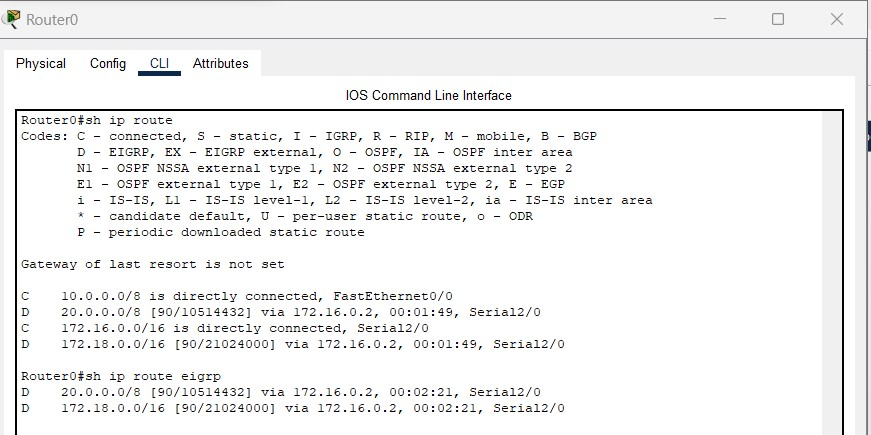 Router0
Physical Config CLI Attributes
IOS Command Line Interface
Router0#sh ip route
Codes: C - connected, S - static, I - IGRP, R - RIP, M - mobile, B - BGP
D - EIGRP, EX - EIGRP external, O - OSPF, IA - OSPF inter area
N1 - OSPF NSSA external type 1, N2 - OSPF NSSA external type 2
E1 - OSPF external type 1, E2 - OSPF external type 2, E - EGP
i - IS-IS, L1 - IS-IS level-1, L2 - IS-IS level-2, ia - IS-IS inter area
* - candidate default, U - per-user static route, o - ODR
P - periodic downloaded static route
Gateway of last resort is not set
C 10.0.0.0/8 is directly connected, FastEthernet0/0
D 20.0.0.0/8 [90/10514432] via 172.16.0.2, 00:01:49, Serial2/0
C 172.16.0.0/16 is directly connected, Serial2/0
D 172.18.0.0/16 [90/21024000] via 172.16.0.2, 00:01:49, Serial2/0
Router0#sh ip route eigrp
D 20.0.0.0/8 [90/10514432] via 172.16.0.2, 00:02:21, Serial2/0
D 172.18.0.0/16 [90/21024000] via 172.16.0.2, 00:02:21, Serial2/0